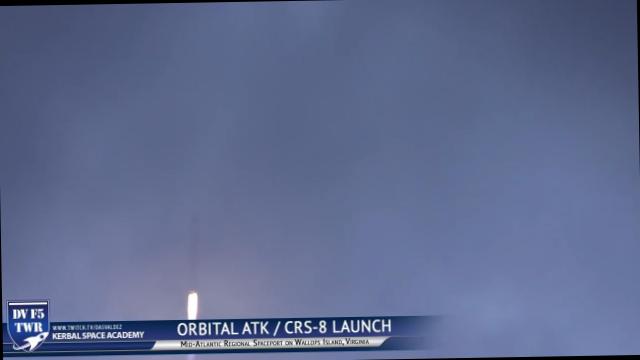 DV F5
TWR
WWW.TWITCH.TV/DASVALDEZ
KERBAL SPACE ACADEMY
ORBITAL ATK / CRS-8 LAUNCH
MID-ATLANTIC REGIONAL SPACEPORT ON WALLOPS ISLAND, VIRGINIA